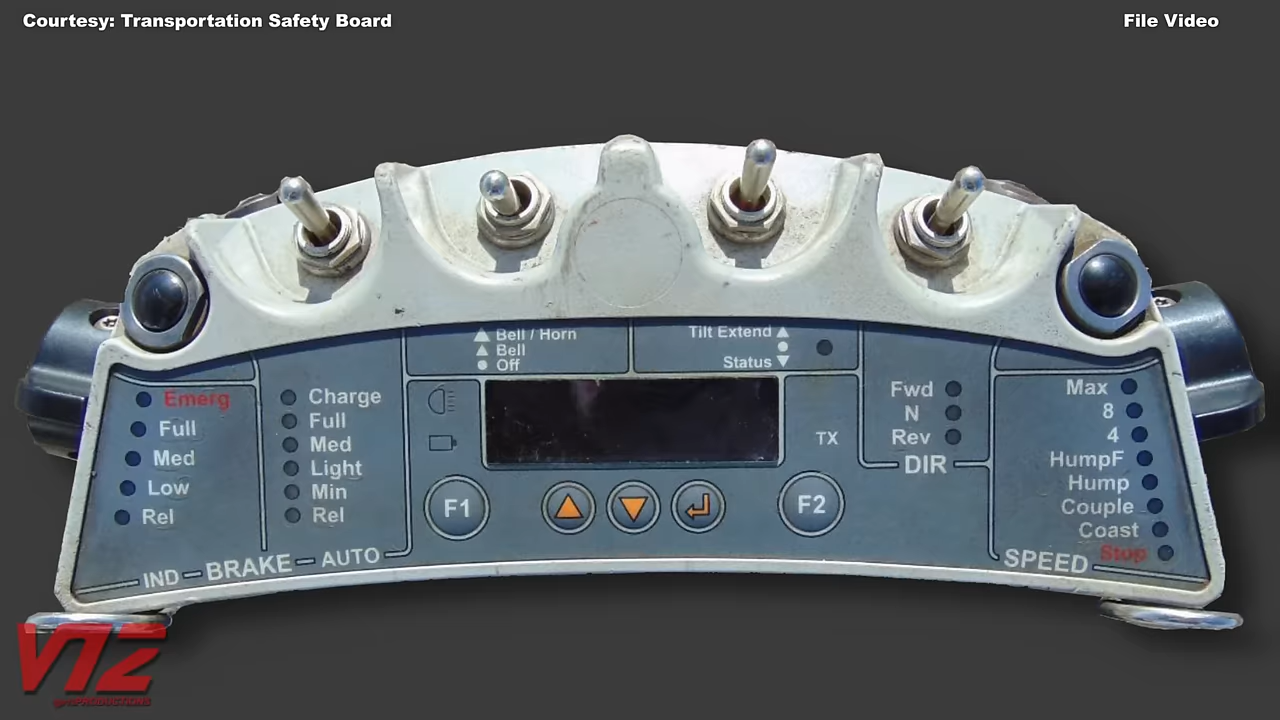 Courtesy: Transportation Safety Board
File Video
Bell / Horn
Bell
Off
Tilt Extend
Status
Emerg
Full
Med
Low
Rel
Charge
Full
Med
Light
Min
Rel
IND BRAKE AUTO
TX
F1
F2
Fwd
N
Rev
DIR
Max
8
4
HumpF
Hump
Couple
Coast
Stop
SPEED
VTZ
PRODUCTIONS